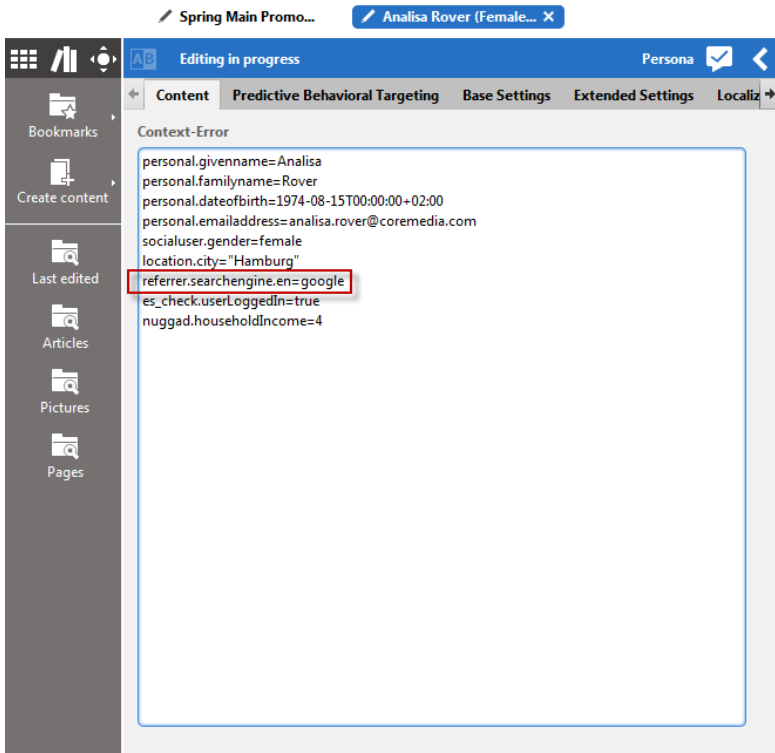 Spring Main Promo...
Analisa Rover (Female...
AB
Editing in progress
Persona
Content
Predictive Behavioral Targeting
Base Settings
Extended Settings
Localiz
Bookmarks
Create content
Last edited
Articles
Pictures
Pages
Context-Error
personal.givenname=Analisa
personal.familyname=Rover
personal.dateofbirth=1974-08-15T00:00:00+02:00
personal.emailaddress=analisa.rover@coremedia.com
socialuser.gender=female
location.city="Hamburg"
referrer.searchengine.en=google
es_check.userLoggedIn=true
nuggad.householdIncome=4